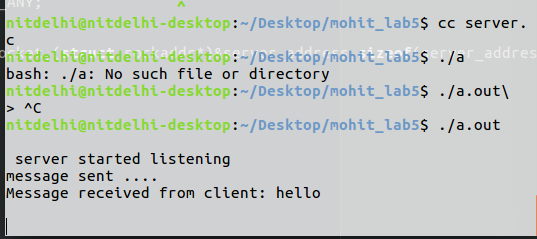 ANY;
^
nitdelhi@nitdelhi-desktop:~/Desktop/mohit_lab5$ cc server.
c
nitdelhi@nitdelhi-desktop:~/Desktop/mohit_lab5$ ./a
bash: ./a: No such file or directory
nitdelhi@nitdelhi-desktop:~/Desktop/mohit_lab5$ ./a.out\
> ^C
nitdelhi@nitdelhi-desktop:~/Desktop/mohit_lab5$ ./a.out
server started listening
message sent ....
Message received from client: hello